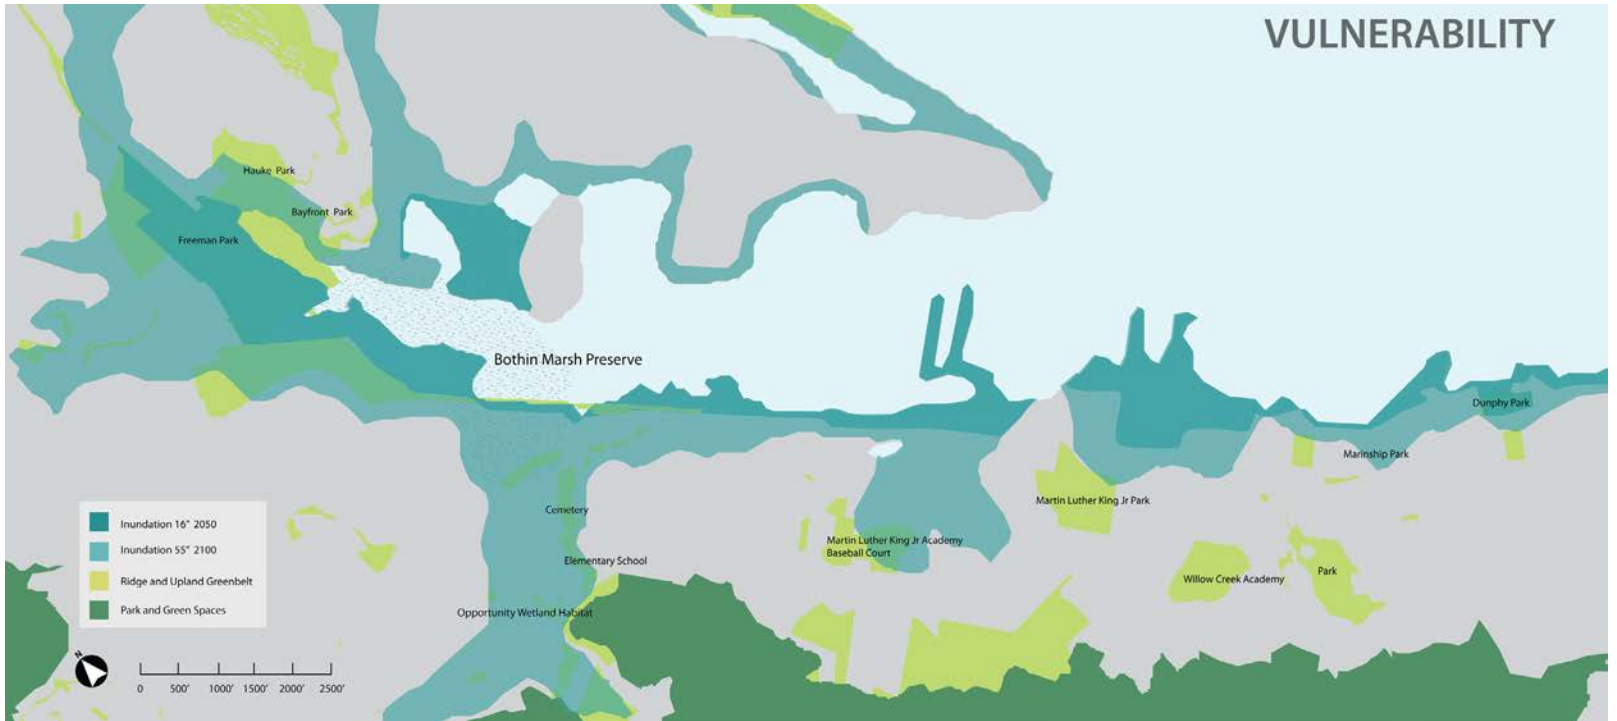 VULNERABILITY
Hauke Park
Bayfront Park
Freeman Park
Bothin Marsh Preserve
Dunphy Park
Marinship Park
Martin Luther King Jr Park
Cemetery
Martin Luther King Jr Academy
Baseball Court
Elementary School
Willow Creek Academy
Park
Opportunity Wetland Habitat
Inundation 16" 2050
Inundation 55" 2100
Ridge and Upland Greenbelt
Park and Green Spaces
N
0 500' 1000' 1500' 2000' 2500'